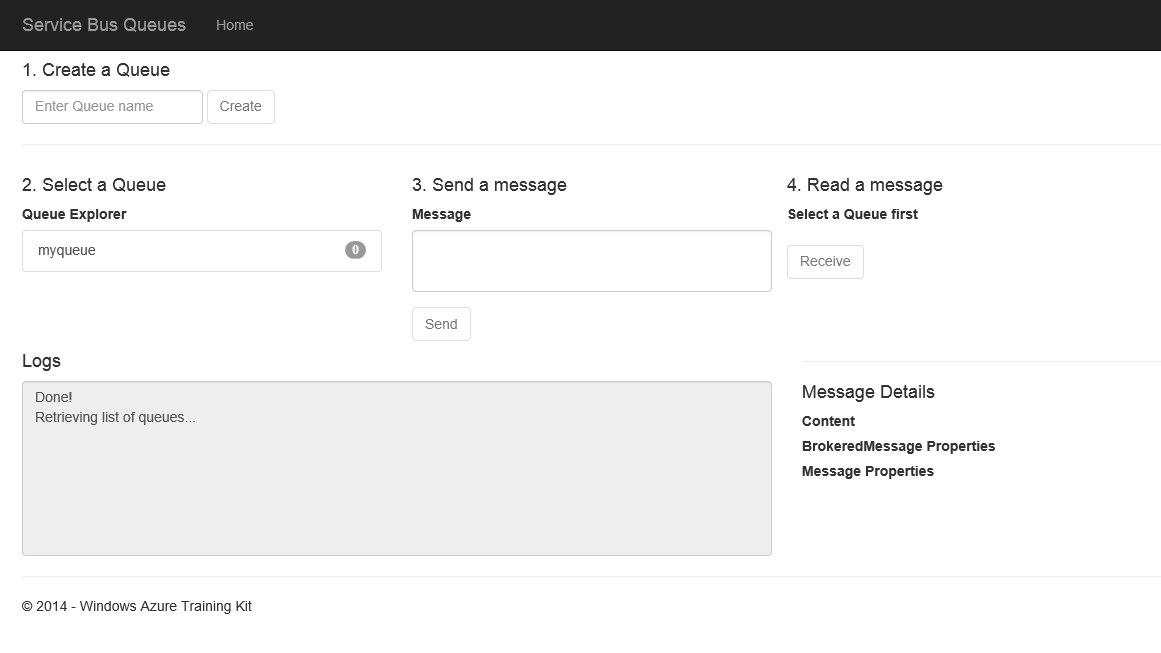 Service Bus Queues Home
1. Create a Queue
Enter Queue name Create
2. Select a Queue
Queue Explorer
myqueue 0
3. Send a message
Message
Send
4. Read a message
Select a Queue first
Receive
Logs
Done!
Retrieving list of queues...
Message Details
Content
BrokeredMessage Properties
Message Properties
© 2014 - Windows Azure Training Kit